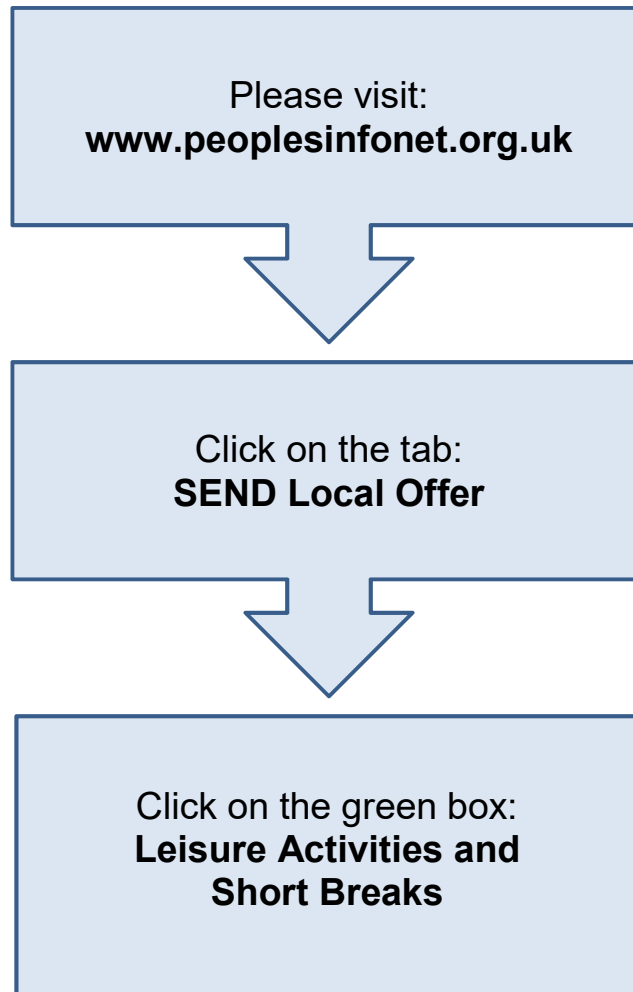 Please visit:
www.peoplesinfonet.org.uk
Click on the tab:
SEND Local Offer
Click on the green box:
Leisure Activities and
Short Breaks